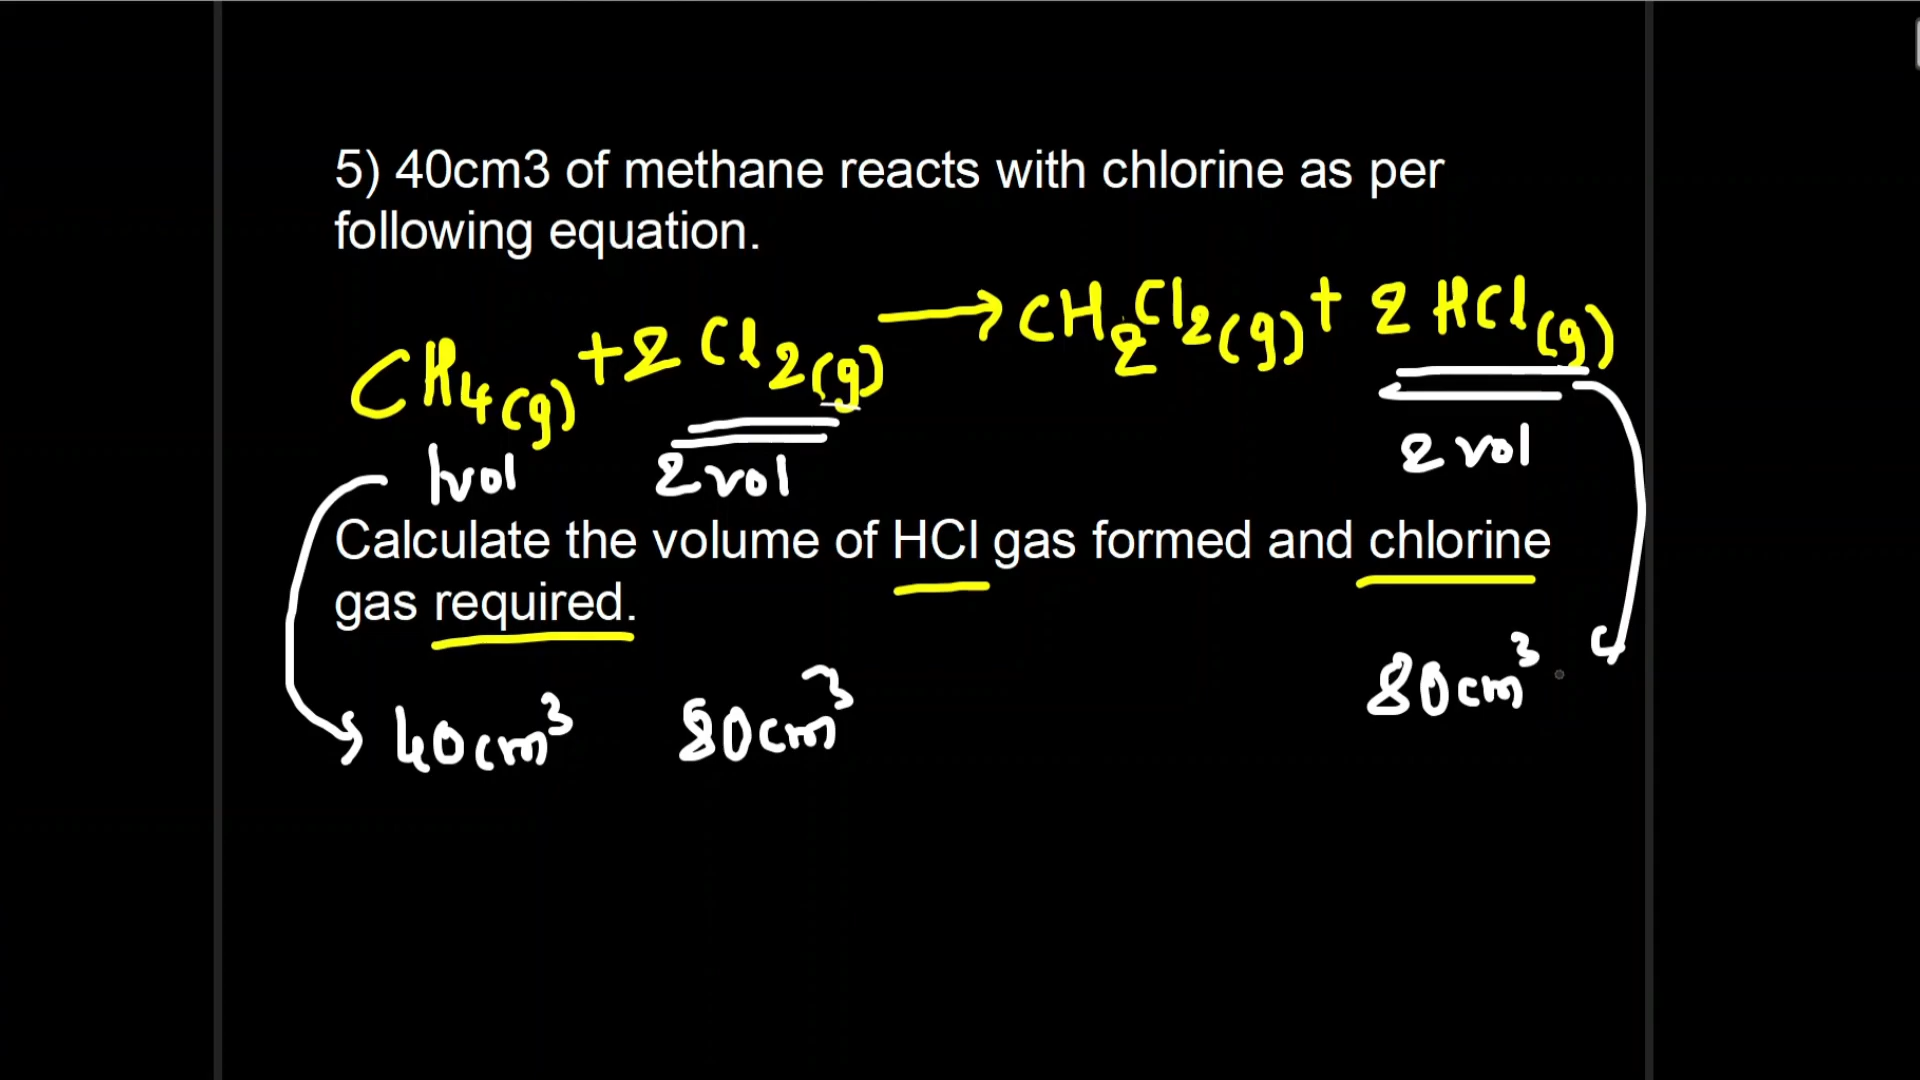 5) 40cm3 of methane reacts with chlorine as per
following equation.
CH4(g) + 2Cl2(g) → CH2Cl2(g) + 2HCl(g)
1vol 2vol 2vol
Calculate the volume of HCl gas formed and chlorine
gas required.
40cm³ 80cm³ 80cm³